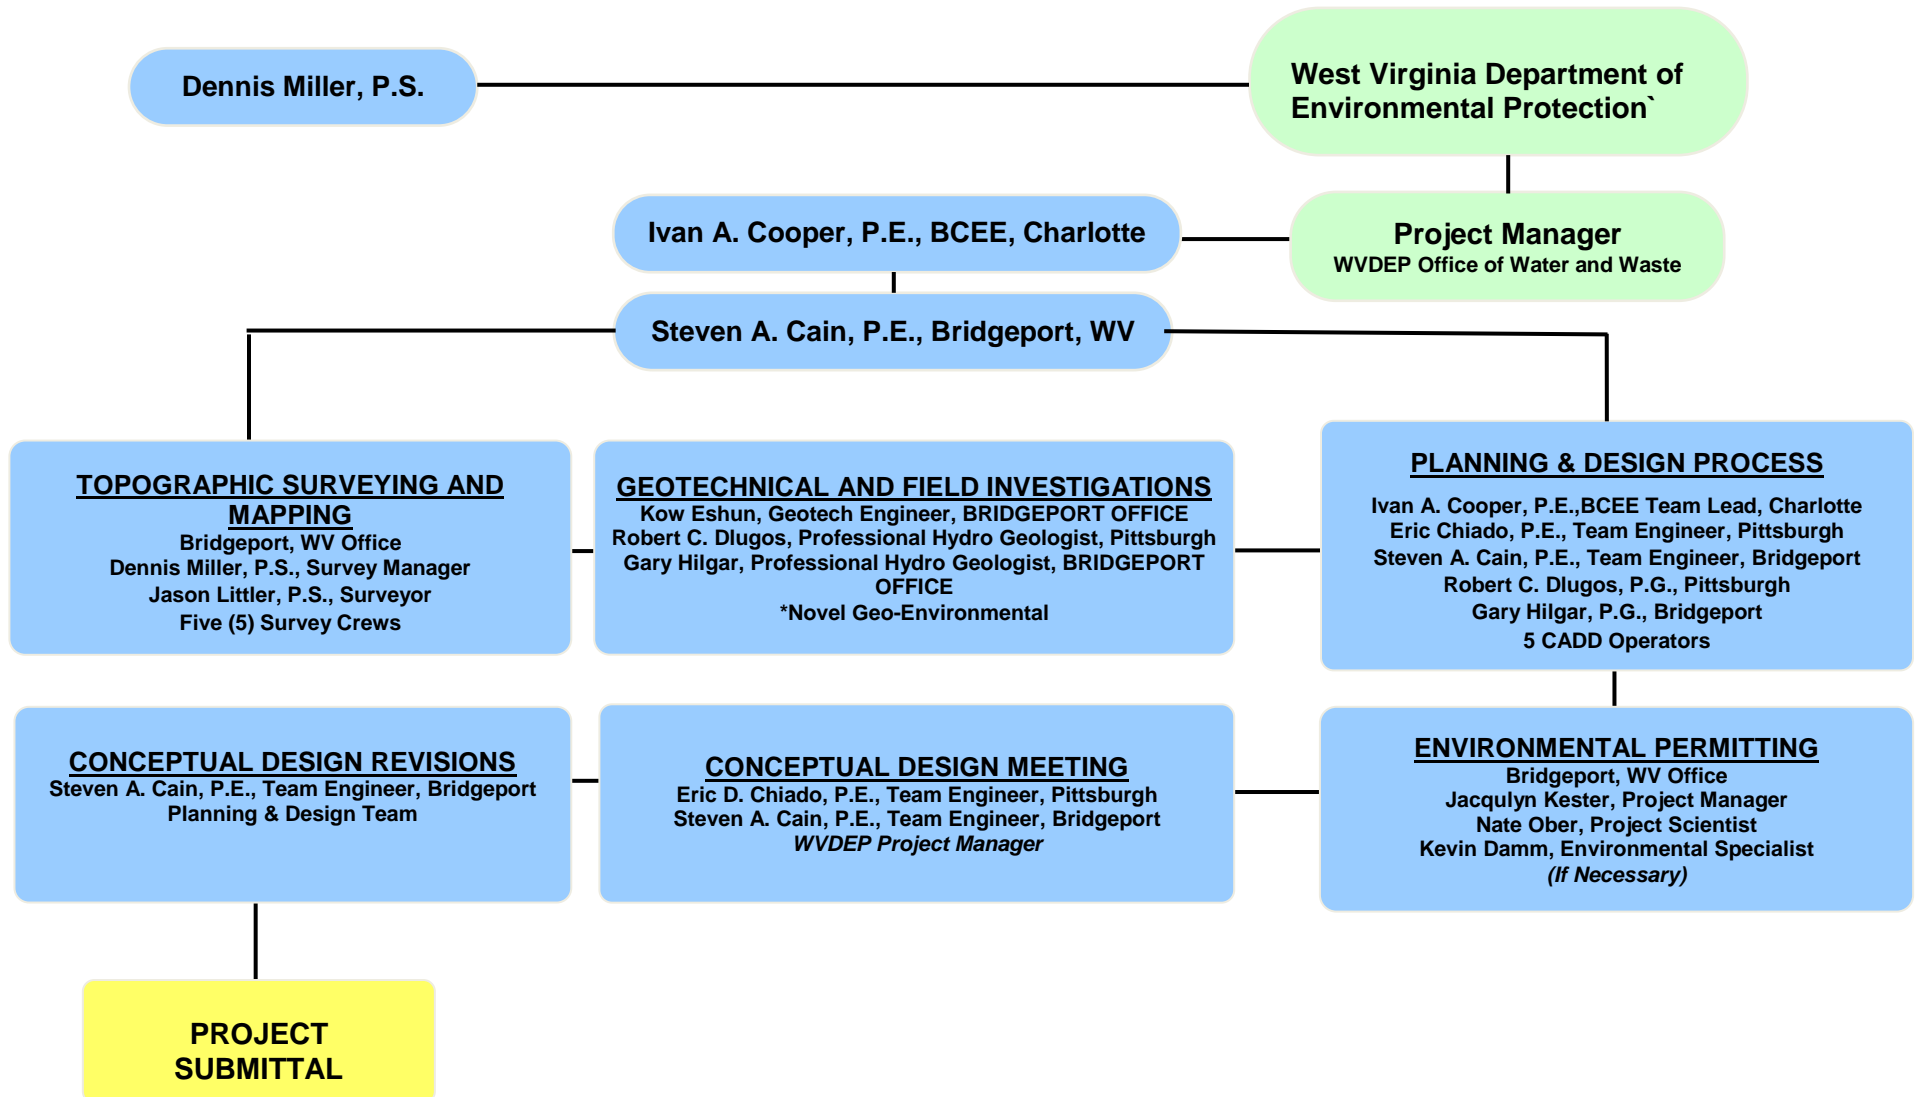 Dennis Miller, P.S.
West Virginia Department of
Environmental Protection`
Ivan A. Cooper, P.E., BCEE, Charlotte
Project Manager
WVDEP Office of Water and Waste
Steven A. Cain, P.E., Bridgeport, WV
TOPOGRAPHIC SURVEYING AND
MAPPING
Bridgeport, WV Office
Dennis Miller, P.S., Survey Manager
Jason Littler, P.S., Surveyor
Five (5) Survey Crews
GEOTECHNICAL AND FIELD INVESTIGATIONS
Kow Eshun, Geotech Engineer, BRIDGEPORT OFFICE
Robert C. Dlugos, Professional Hydro Geologist, Pittsburgh
Gary Hilgar, Professional Hydro Geologist, BRIDGEPORT
OFFICE
*Novel Geo-Environmental
PLANNING & DESIGN PROCESS
Ivan A. Cooper, P.E.,BCEE Team Lead, Charlotte
Eric Chiado, P.E., Team Engineer, Pittsburgh
Steven A. Cain, P.E., Team Engineer, Bridgeport
Robert C. Dlugos, P.G., Pittsburgh
Gary Hilgar, P.G., Bridgeport
5 CADD Operators
CONCEPTUAL DESIGN REVISIONS
Steven A. Cain, P.E., Team Engineer, Bridgeport
Planning & Design Team
CONCEPTUAL DESIGN MEETING
Eric D. Chiado, P.E., Team Engineer, Pittsburgh
Steven A. Cain, P.E., Team Engineer, Bridgeport
WVDEP Project Manager
ENVIRONMENTAL PERMITTING
Bridgeport, WV Office
Jacqulyn Kester, Project Manager
Nate Ober, Project Scientist
Kevin Damm, Environmental Specialist
(If Necessary)
PROJECT
SUBMITTAL